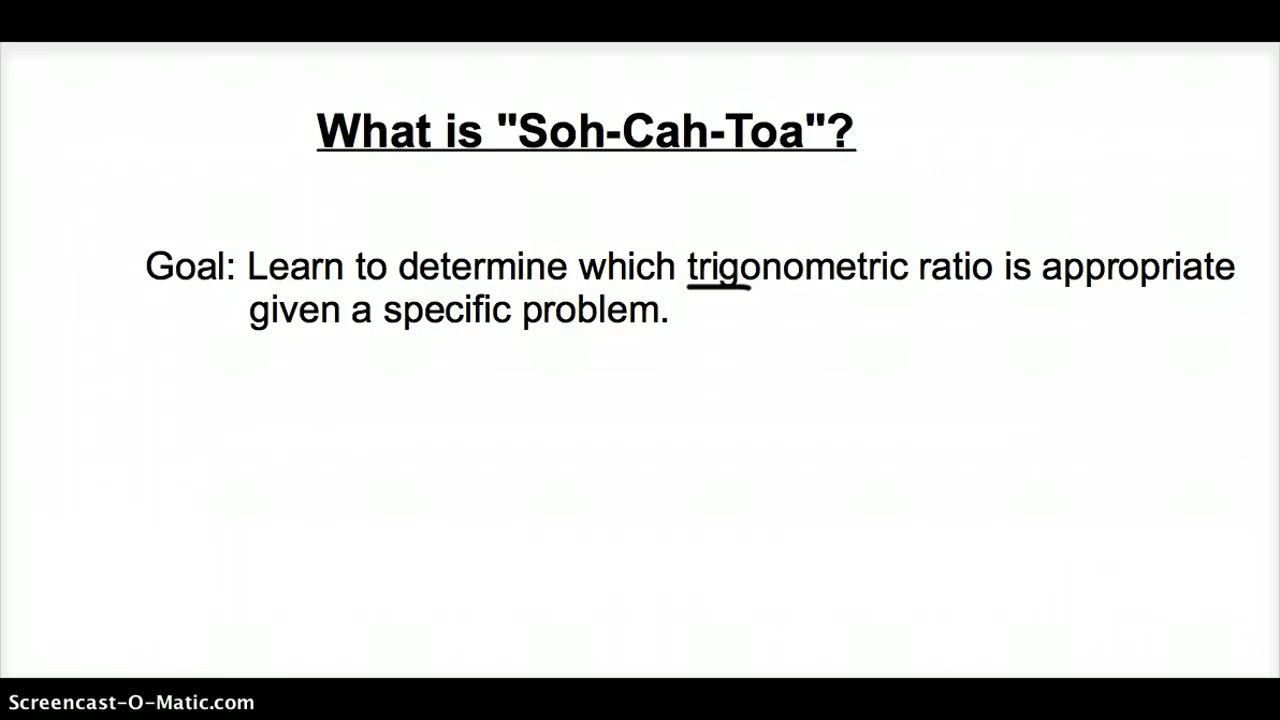 What is "Soh-Cah-Toa"?
Goal: Learn to determine which trigonometric ratio is appropriate
given a specific problem.
Screencast-O-Matic.com